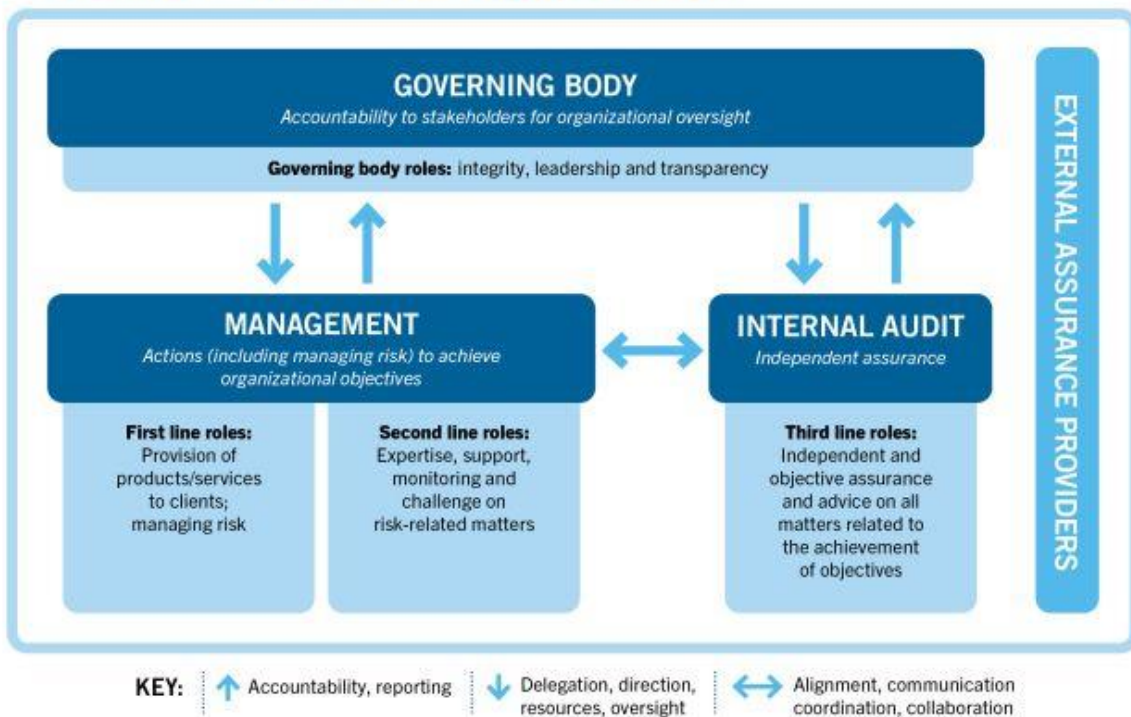 GOVERNING BODY
Accountability to stakeholders for organizational oversight
Governing body roles: integrity, leadership and transparency
MANAGEMENT
Actions (including managing risk) to achieve
organizational objectives
First line roles:
Provision of
products/services
to clients;
managing risk
Second line roles:
Expertise, support,
monitoring and
challenge on
risk-related matters
INTERNAL AUDIT
Independent assurance
Third line roles:
Independent and
objective assurance
and advice on all
matters related to
the achievement
of objectives
EXTERNAL ASSURANCE PROVIDERS
KEY:
Accountability, reporting
Delegation, direction,
resources, oversight
Alignment, communication
coordination, collaboration